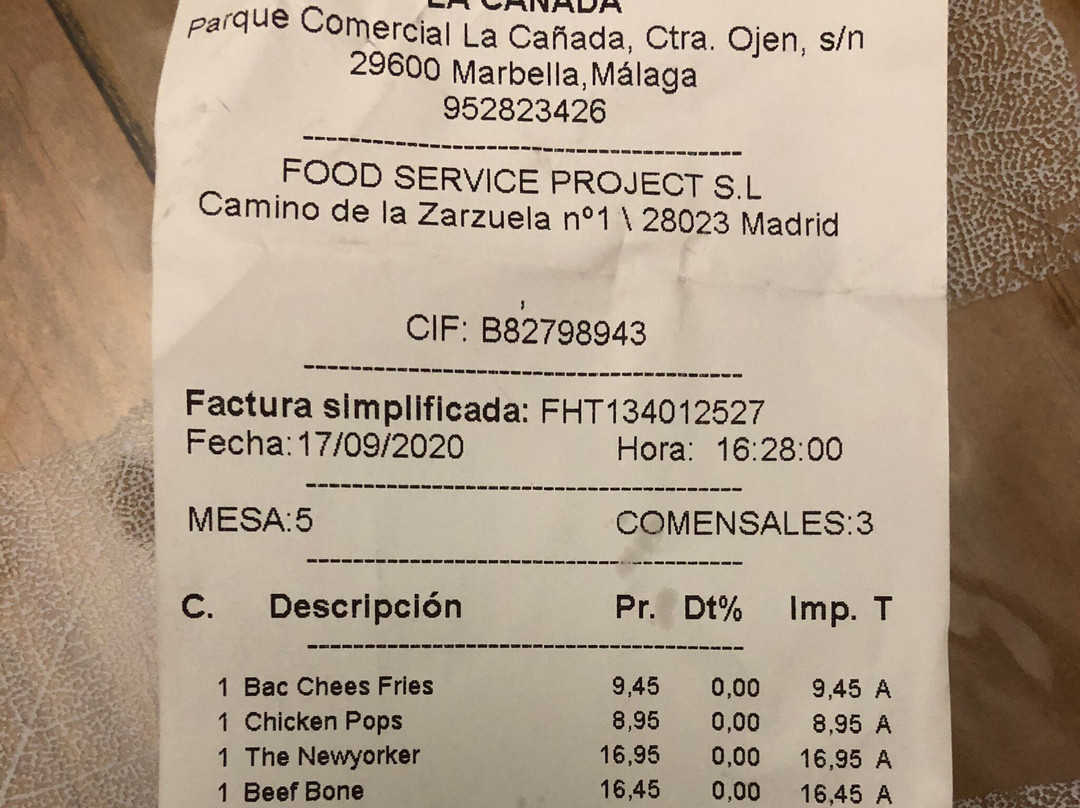 LA CAÑADA
Parque Comercial La Cañada, Ctra. Ojen, s/n
29600 Marbella, Málaga
952823426
FOOD SERVICE PROJECT S.L
Camino de la Zarzuela nº1 \ 28023 Madrid
CIF: B82798943
Factura simplificada: FHT134012527
Fecha: 17/09/2020 Hora: 16:28:00
MESA:5 COMENSALES:3
C. Descripción Pr. Dt% Imp. T
1 Bac Chees Fries 9,45 0,00 9,45 A
1 Chicken Pops 8,95 0,00 8,95 A
1 The Newyorker 16,95 0,00 16,95 A
1 Beef Bone 16,45 0,00 16,45 A